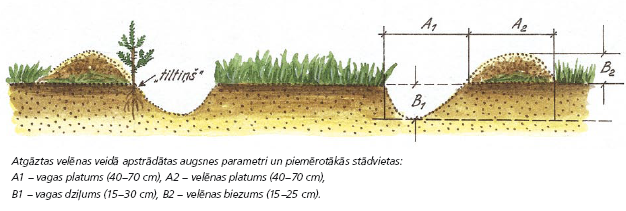 A1
A2
B2
„tiltiņš"
B1
Atgāztas velēnas veidā apstrādātas augsnes parametri un piemērotākās stādvietas:
A1 – vagas platums (40–70 cm), A2 – velēnas platums (40–70 cm),
B1 – vagas dziļums (15–30 cm), B2 – velēnas biezums (15–25 cm).